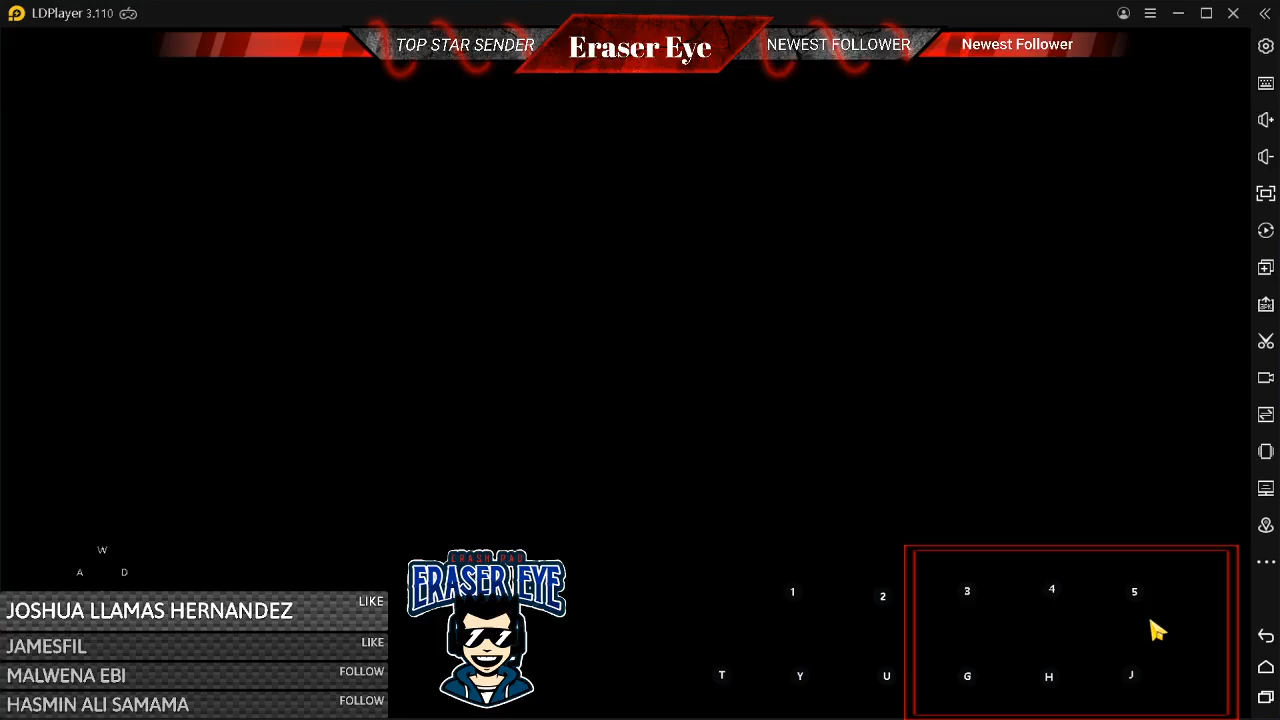 LDPlayer 3.110
TOP STAR SENDER
Eraser Eye
NEWEST FOLLOWER
Newest Follower
W
A D
JOSHUA LLAMAS HERNANDEZ LIKE
JAMESFIL LIKE
MALWENA EBI FOLLOW
HASMIN ALI SAMAMA FOLLOW
ERASER EYE
1 2 3 4 5
T Y U G H J